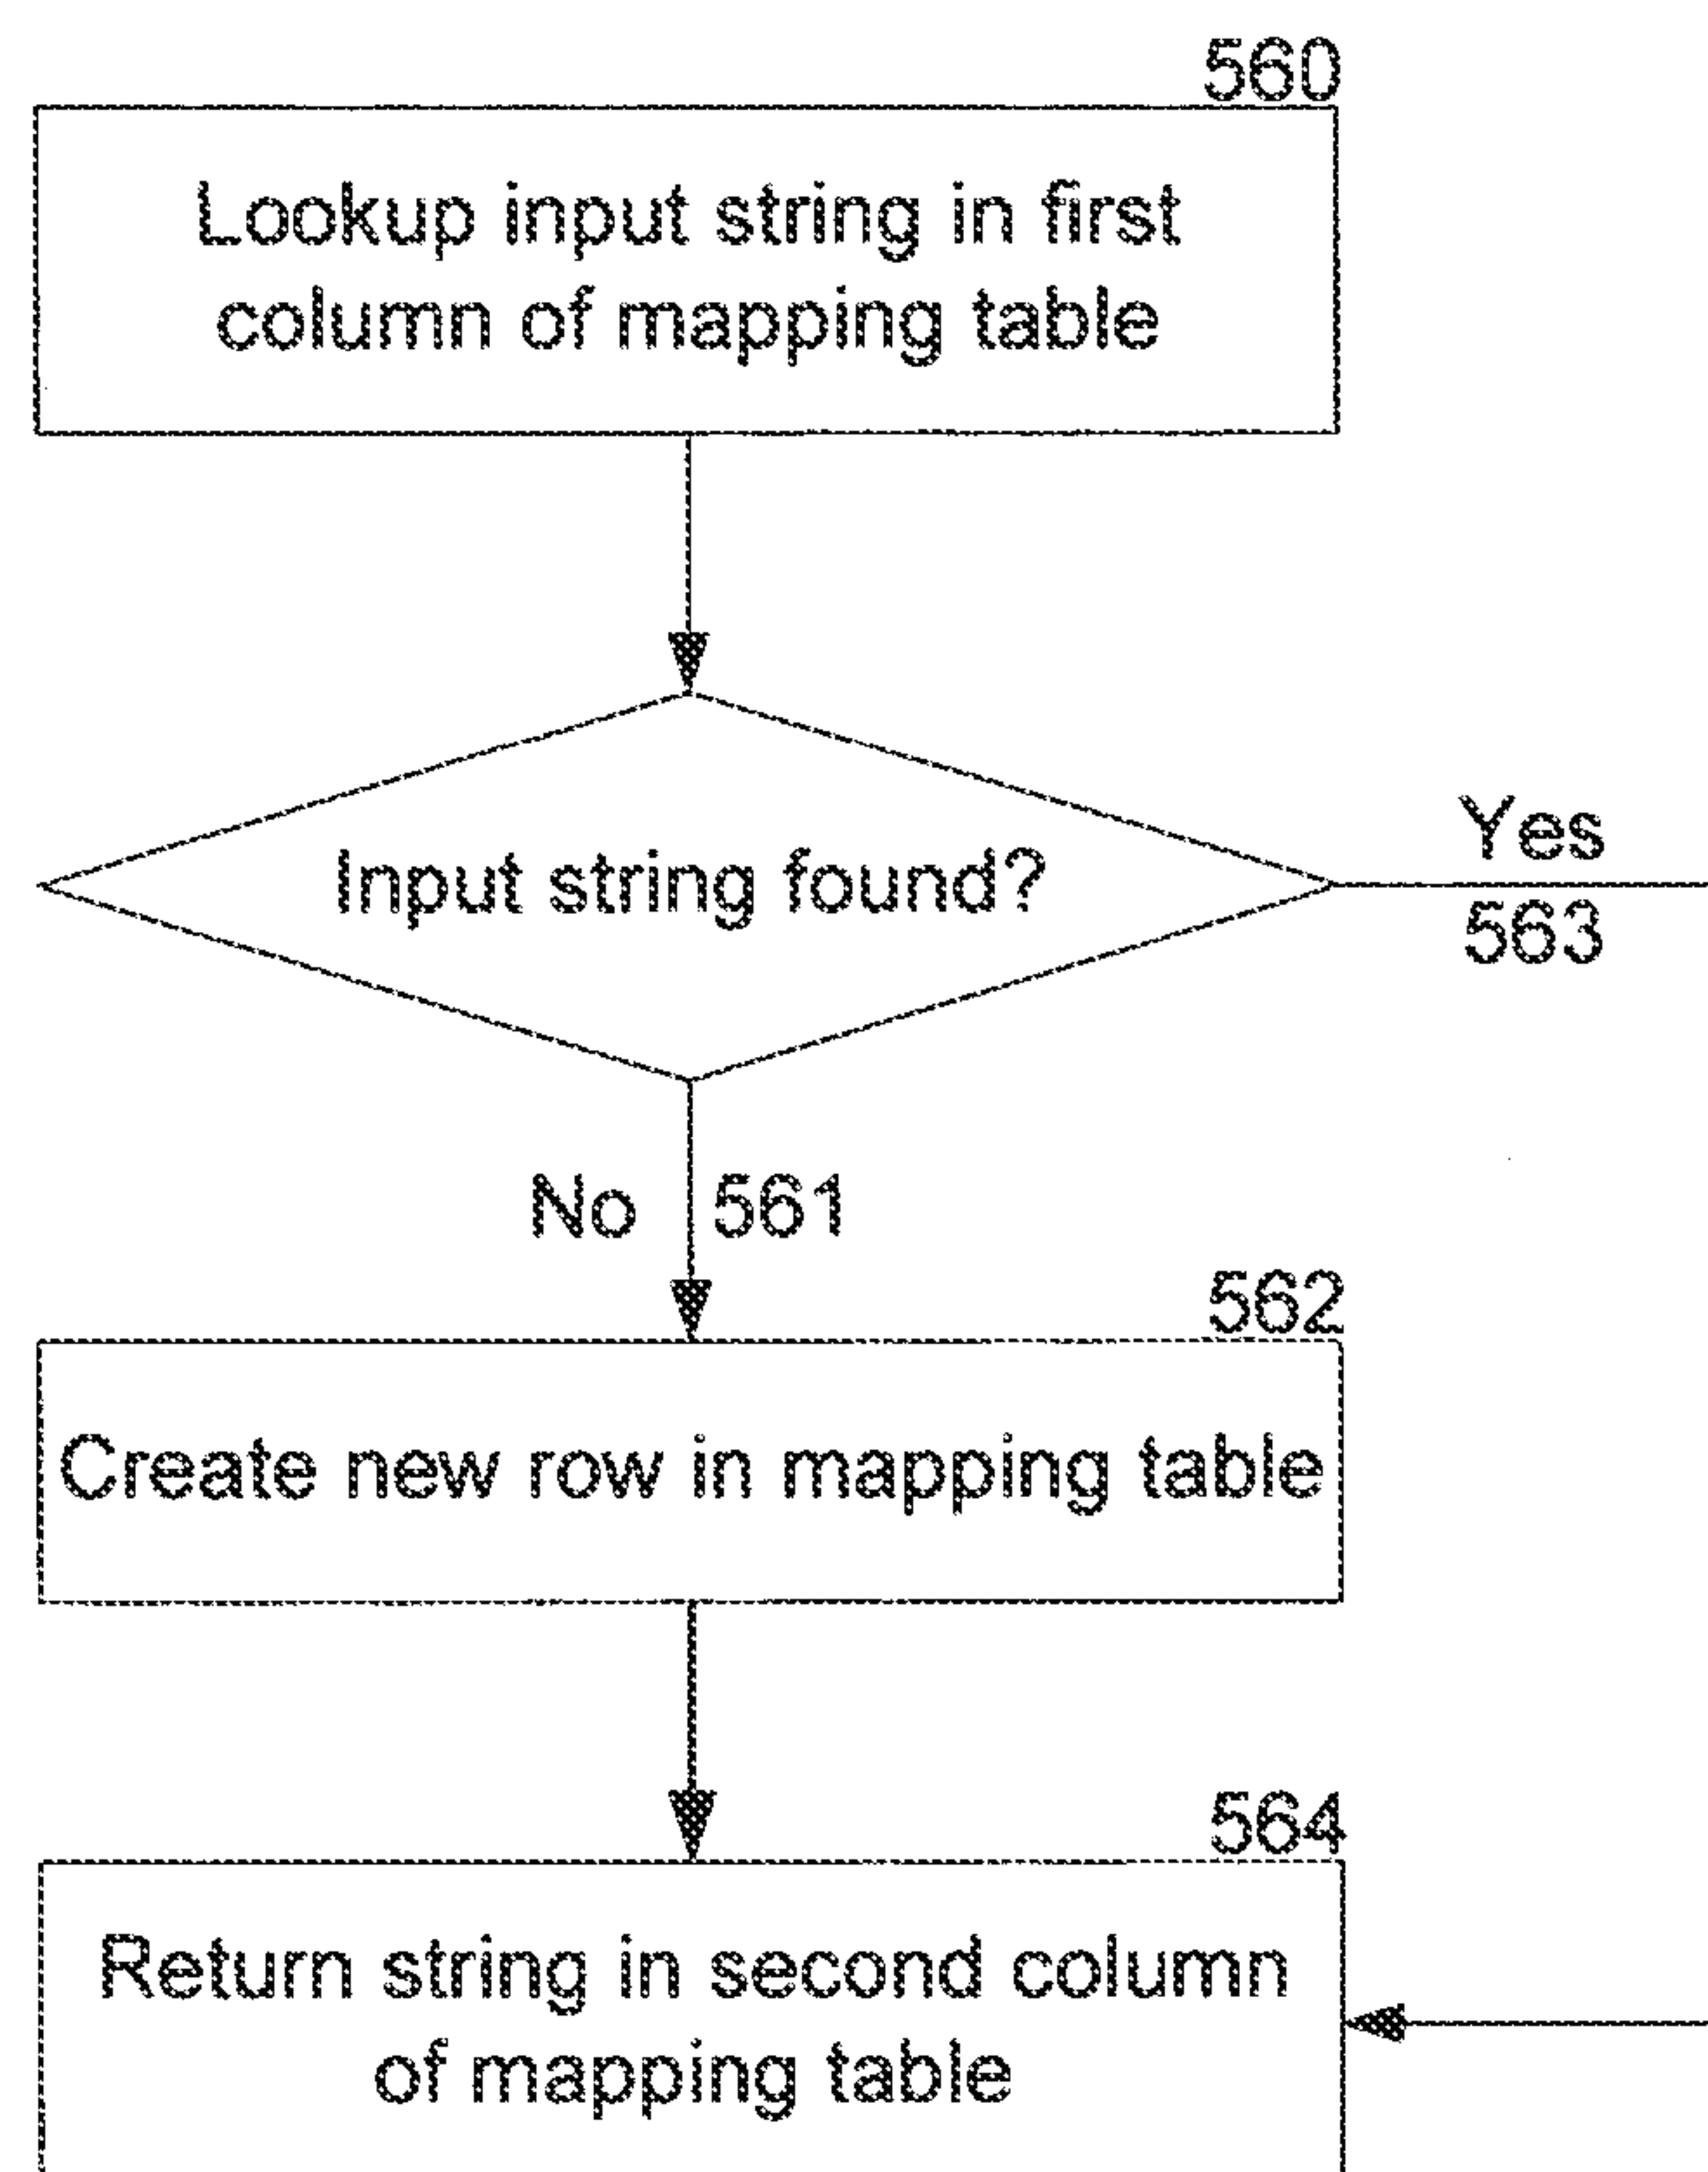 560
Lookup input string in first
column of mapping table
Input string found?
Yes
563
No 561
562
Create new row in mapping table
564
Return string in second column
of mapping table